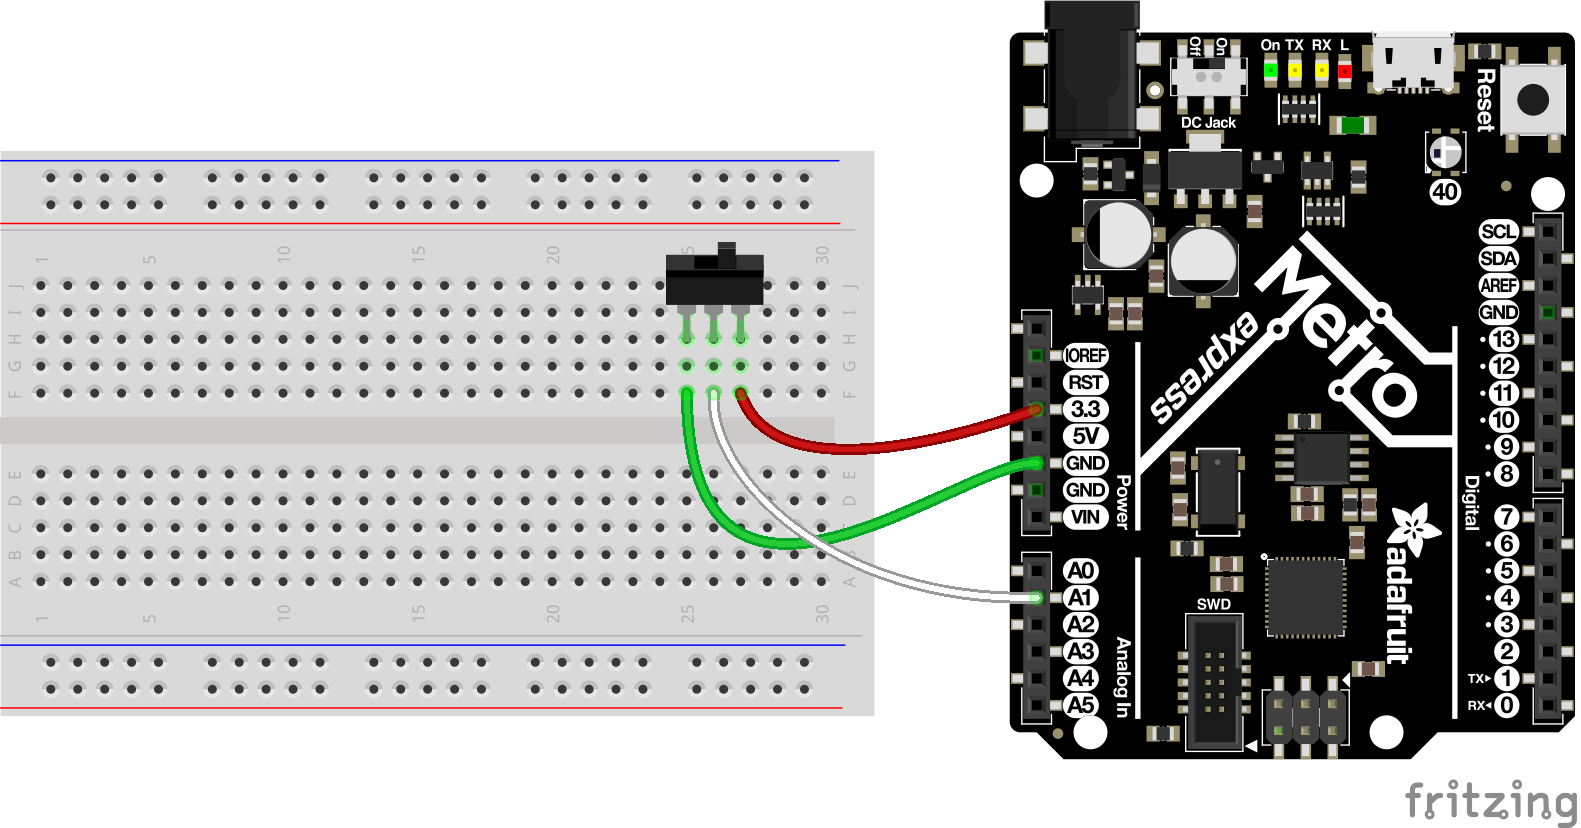 1
5
10
15
20
5
30
J
J
I
I
H
H
G
G
F
F
E
E
D
D
C
C
B
B
A
A
1
5
10
15
20
25
30
Off
On
DC Jack
On TX RX L
Reset
40
SCL
SDA
AREF
GND
13
12
11
10
9
8
7
6
5
4
3
2
TX 1
RX 0
Digital
IOREF
RST
3.3
5V
GND
GND
VIN
Power
A0
A1
A2
A3
A4
A5
Analog In
Metro
express
SWD
adafruit
fritzing